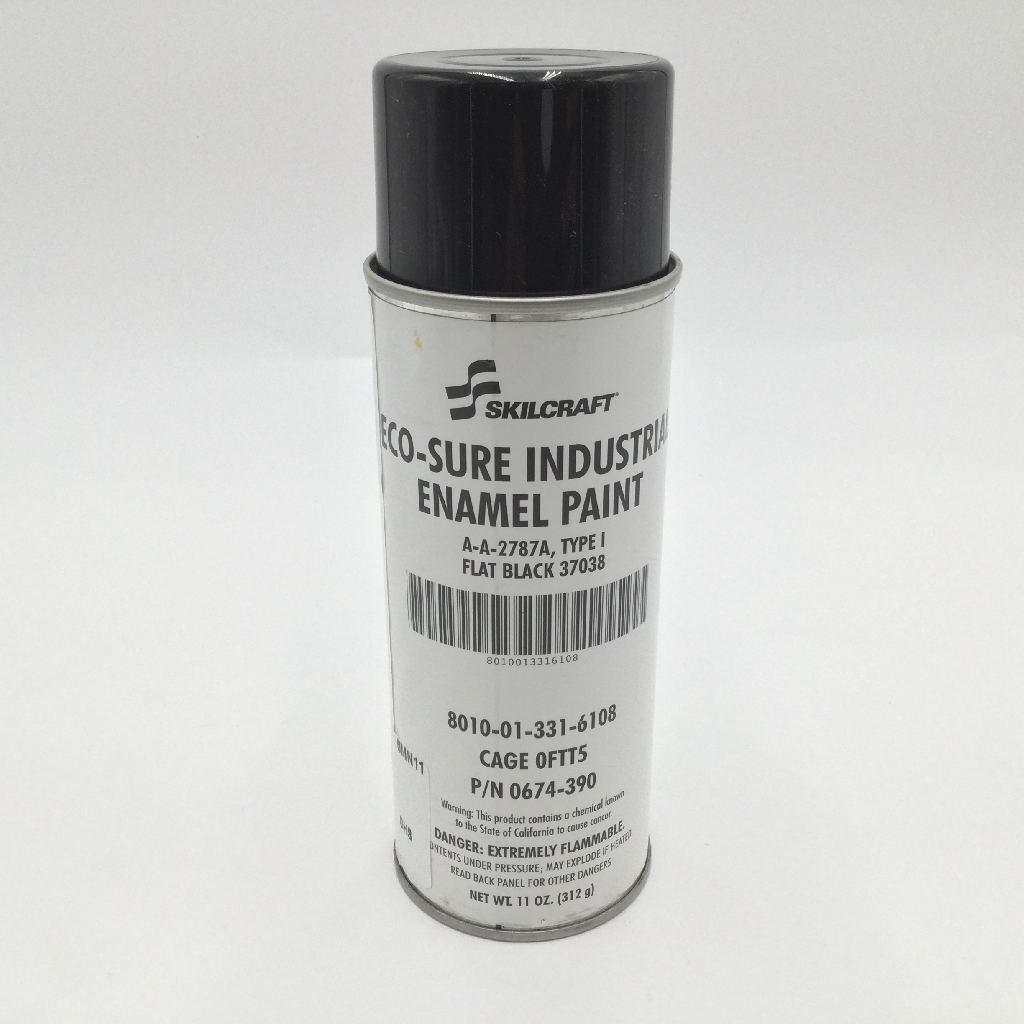 SKILCRAFT®
ECO-SURE INDUSTRIAL
ENAMEL PAINT
A-A-2787A, TYPE I
FLAT BLACK 37038
8010013316108
8010-01-331-6108
CAGE 0FTT5
P/N 0674-390
Warning: This product contains a chemical known
to the State of California to cause cancer.
DANGER: EXTREMELY FLAMMABLE.
ONTENTS UNDER PRESSURE; MAY EXPLODE IF HEATED
READ BACK PANEL FOR OTHER DANGERS
NET WT. 11 OZ. (312 g)